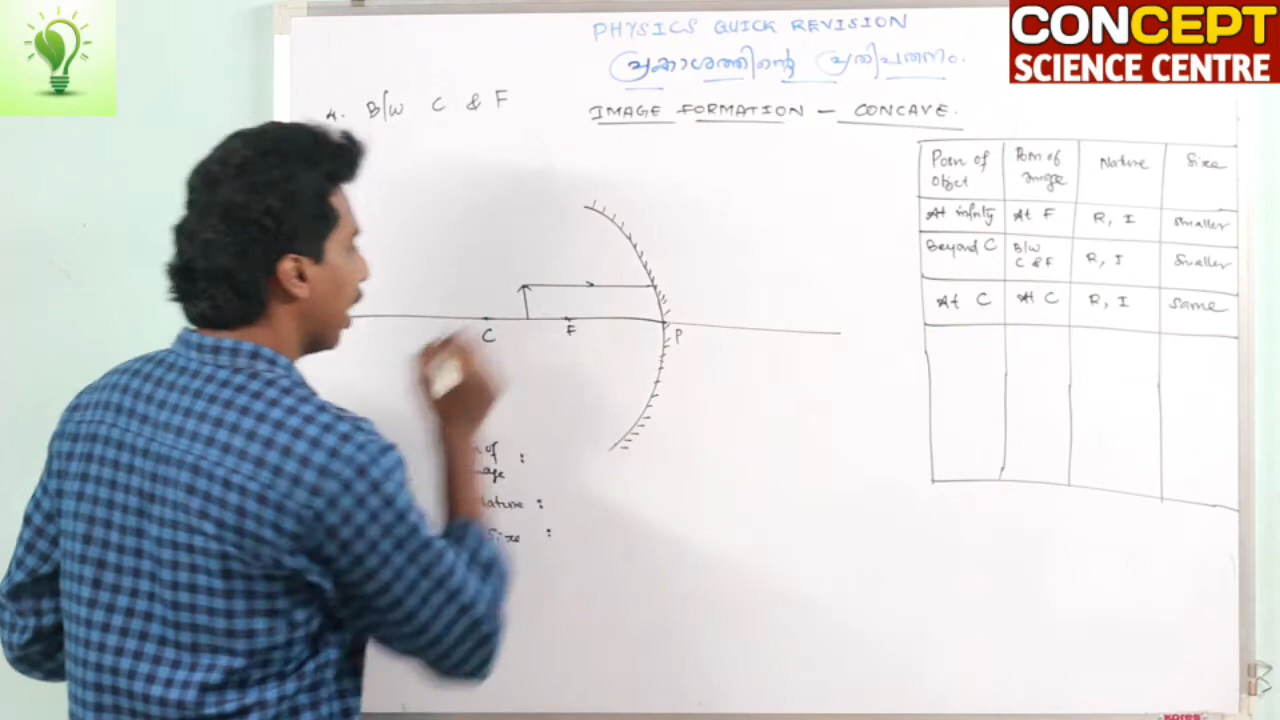 CONCEPT
SCIENCE CENTRE
PHYSICS QUICK REVISION
പ്രകാശത്തിന്റെ പ്രതിപതനം.
4. B/W C & F
IMAGE FORMATION - CONCAVE.
Posn of Object
Posn of Image
Nature
Size
At infinity
At F
R, I
Smaller
Beyond C
B/W C & F
R, I
Smaller
At C
At C
R, I
Same
C
F
P
of :
Nature :
Size :
kores